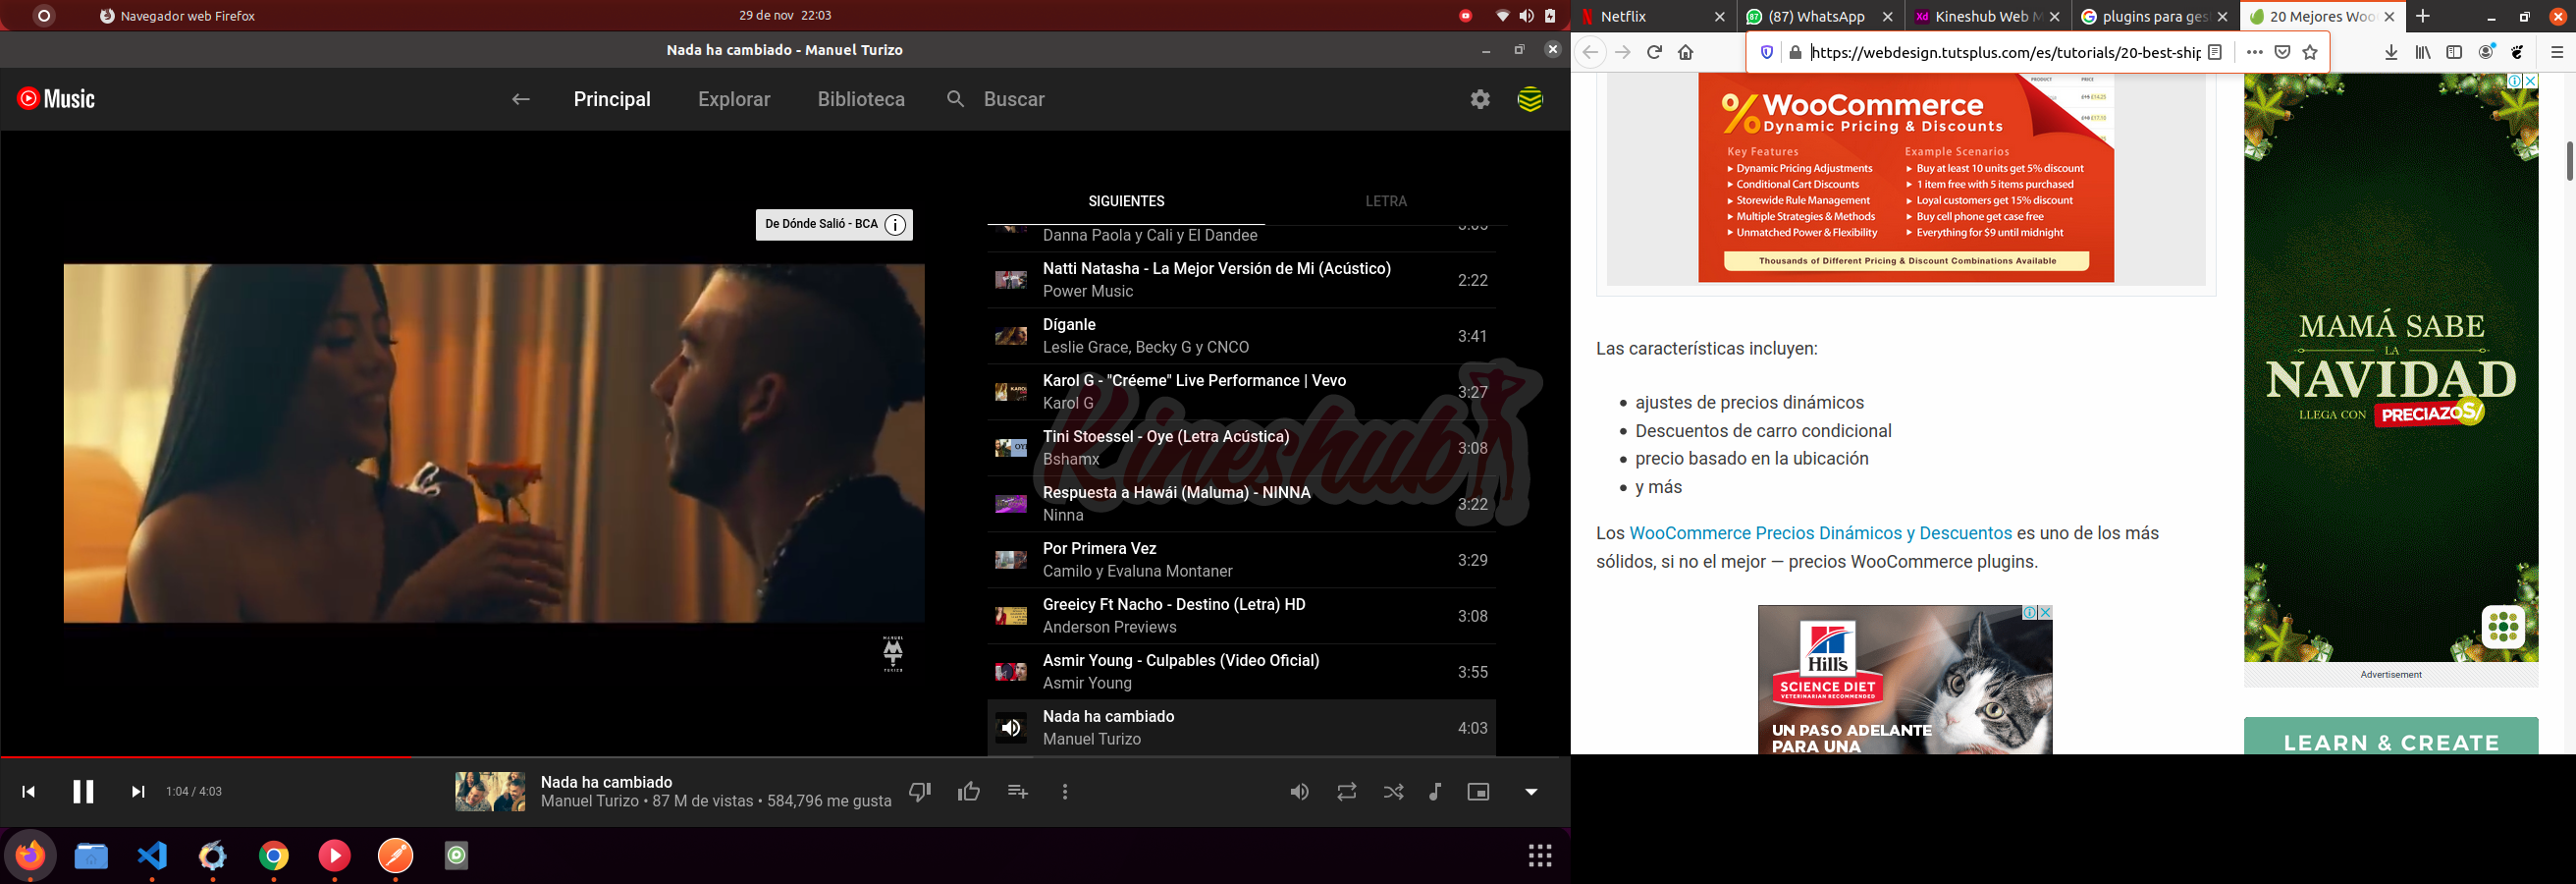 Navegador web Firefox
29 de nov 22:03
Nada ha cambiado - Manuel Turizo
Music
Principal
Explorar
Biblioteca
Buscar
De Dónde Salió - BCA
MANUEL
TURIZO
SIGUIENTES
LETRA
Danna Paola y Cali y El Dandee
Natti Natasha - La Mejor Versión de Mi (Acústico)
Power Music
2:22
Díganle
Leslie Grace, Becky G y CNCO
3:41
Karol G - "Créeme" Live Performance | Vevo
Karol G
3:27
Tini Stoessel - Oye (Letra Acústica)
Bshamx
3:08
Respuesta a Hawái (Maluma) - NINNA
Ninna
3:22
Por Primera Vez
Camilo y Evaluna Montaner
3:29
Greeicy Ft Nacho - Destino (Letra) HD
Anderson Previews
3:08
Asmir Young - Culpables (Video Oficial)
Asmir Young
3:55
Nada ha cambiado
Manuel Turizo
4:03
Kineshub
1:04 / 4:03
Nada ha cambiado
Manuel Turizo • 87 M de vistas • 584,796 me gusta
Netflix
(87) WhatsApp
Kineshub Web M
plugins para ges
20 Mejores Woo
https://webdesign.tutsplus.com/es/tutorials/20-best-ship
PRODUCT
PRICE
% WooCommerce
Dynamic Pricing & Discounts
Key Features
Dynamic Pricing Adjustments
Conditional Cart Discounts
Storewide Rule Management
Multiple Strategies & Methods
Unmatched Power & Flexibility
Example Scenarios
Buy at least 10 units get 5% discount
1 item free with 5 items purchased
Loyal customers get 15% discount
Buy cell phone get case free
Everything for $9 until midnight
Thousands of Different Pricing & Discount Combinations Available
Las características incluyen:
ajustes de precios dinámicos
Descuentos de carro condicional
precio basado en la ubicación
y más
Los WooCommerce Precios Dinámicos y Descuentos es uno de los más
sólidos, si no el mejor — precios WooCommerce plugins.
Hill's
SCIENCE DIET
VETERINARIAN RECOMMENDED
UN PASO ADELANTE
PARA UNA
MAMÁ SABE
LA
NAVIDAD
LLEGA CON PRECIAZOS/
Advertisement
LEARN & CREATE